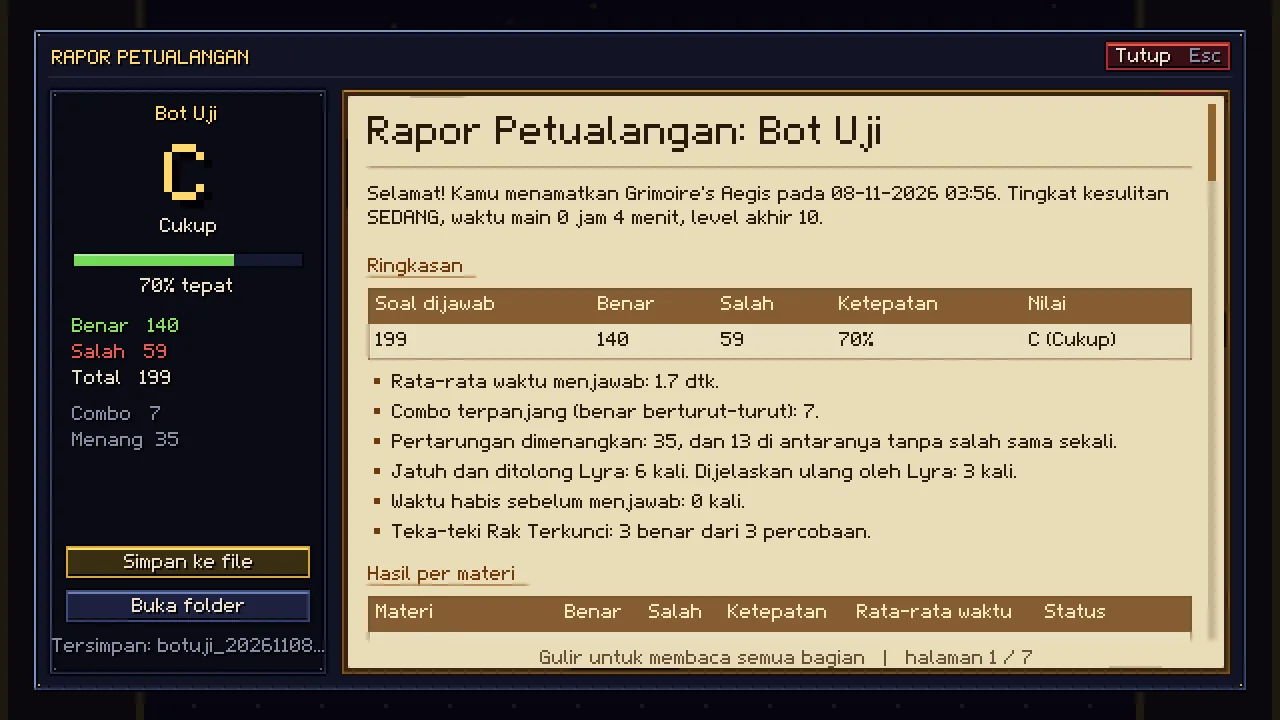 RAPOR PETUALANGAN
Tutup Esc
Bot Uji
C
Cukup
70% tepat
Benar 140
Salah 59
Total 199
Combo 7
Menang 35
Simpan ke file
Buka folder
Tersimpan: botuji_20261108...
Rapor Petualangan: Bot Uji
Selamat! Kamu menamatkan Grimoire's Aegis pada 08-11-2026 03:56. Tingkat kesulitan
SEDANG, waktu main 0 jam 4 menit, level akhir 10.
Ringkasan
Soal dijawab Benar Salah Ketepatan Nilai
199 140 59 70% C (Cukup)
▪ Rata-rata waktu menjawab: 1.7 dtk.
▪ Combo terpanjang (benar berturut-turut): 7.
▪ Pertarungan dimenangkan: 35, dan 13 di antaranya tanpa salah sama sekali.
▪ Jatuh dan ditolong Lyra: 6 kali. Dijelaskan ulang oleh Lyra: 3 kali.
▪ Waktu habis sebelum menjawab: 0 kali.
▪ Teka-teki Rak Terkunci: 3 benar dari 3 percobaan.
Hasil per materi
Materi Benar Salah Ketepatan Rata-rata waktu Status
Gulir untuk membaca semua bagian | halaman 1 / 7